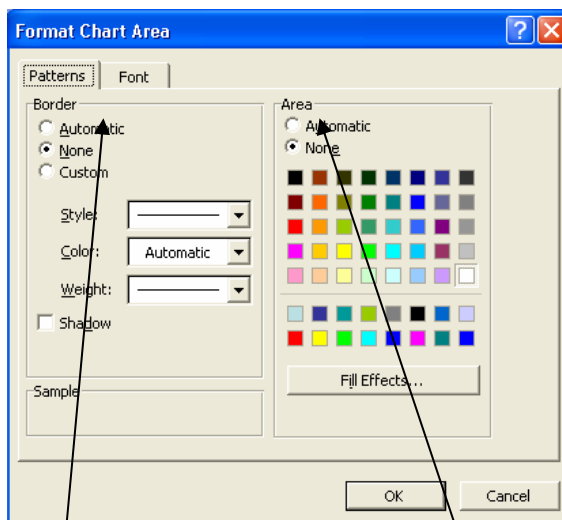 Format Chart Area
Patterns Font
Border
Automatic
None
Custom
Style:
Color: Automatic
Weight:
Shadow
Sample
Area
Automatic
None
Fill Effects...
OK Cancel